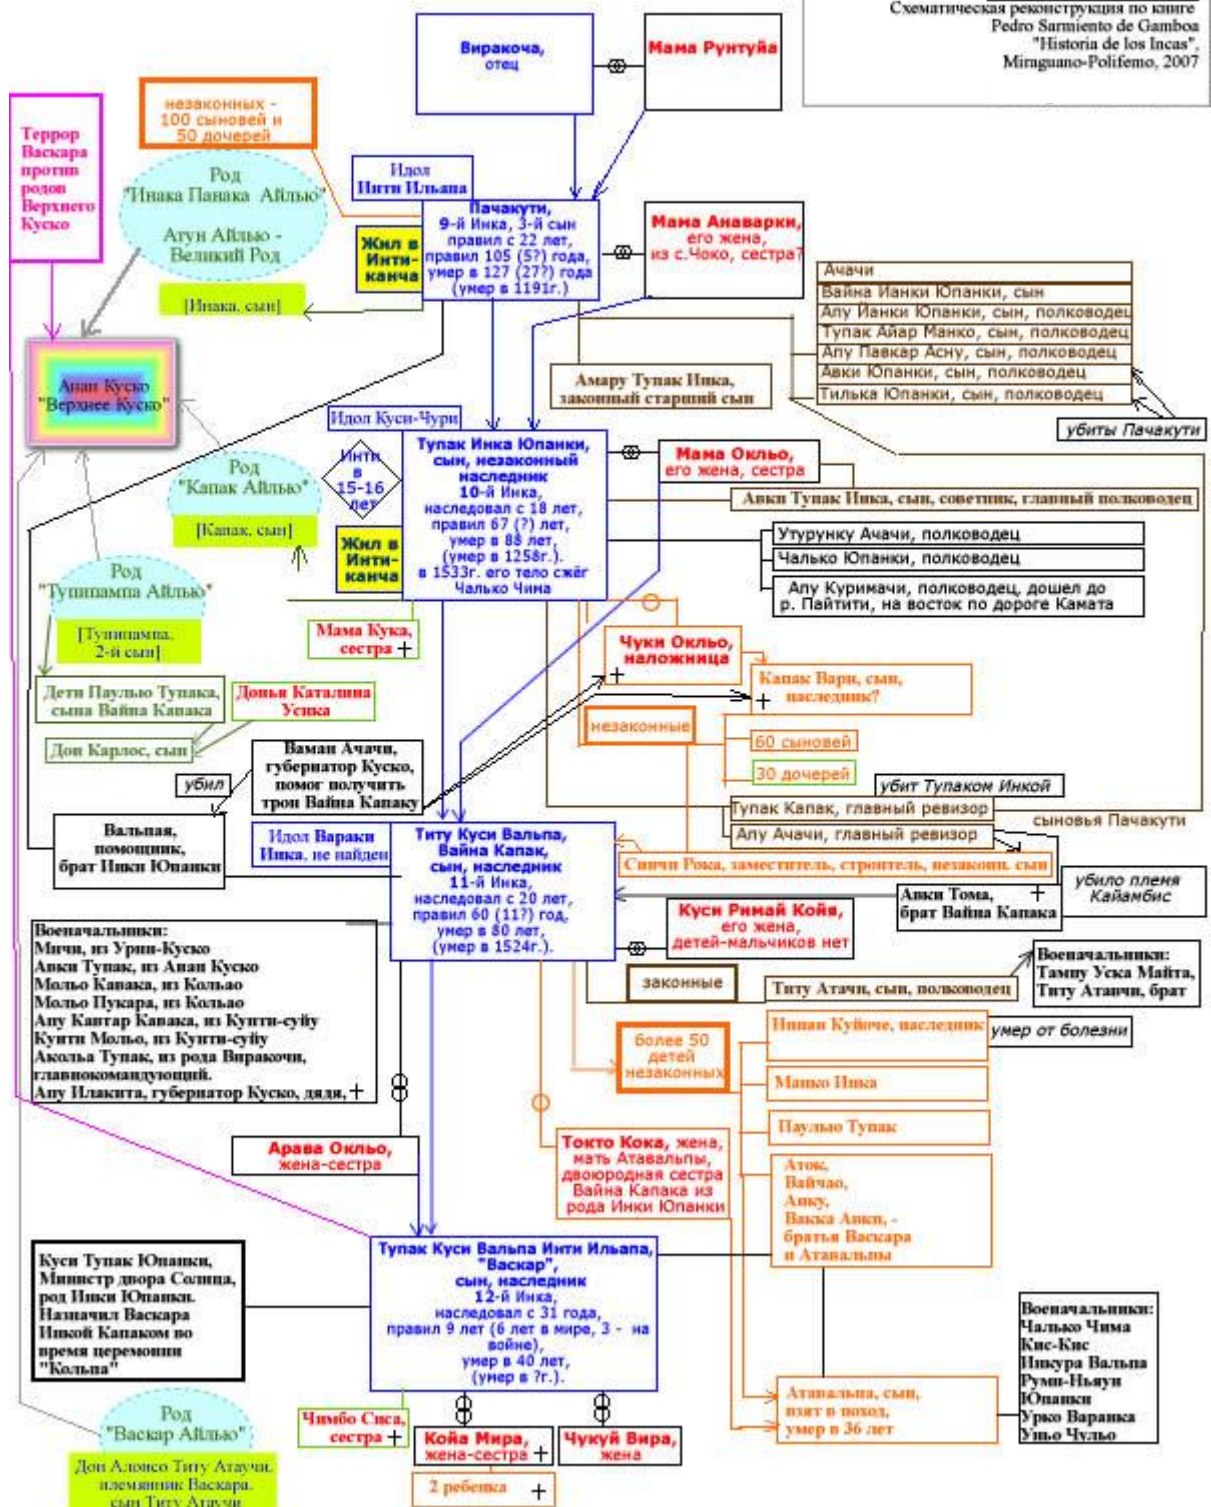 Схематическая реконструкция по книге
Pedro Sarmiento de Gamboa
"Historia de los Incas",
Miraguano-Polifemo, 2007
Виракоча,
отец
Мама Рунтуйа
незаконных -
100 сыновей и
50 дочерей
Террор
Васкара
против
родов
Верхнего
Куско
Род
"Инака Панака Айлью"
Атун Айлью -
Великий Род
[Инака, сын]
Идол
Инти Ильапа
Жил в
Инти-
канча
Пачакути,
9-й Инка, 3-й сын
правил с 22 лет,
правил 105 (5?) года,
умер в 127 (27?) года
(умер в 1191г.)
Мама Анаварки,
его жена,
из с.Чоко, сестра?
Ачачи
Вайна Йанки Юпанки, сын
Апу Йанки Юпанки, сын, полководец
Тупак Айар Манко, сын, полководец
Апу Павкар Асну, сын, полководец
Авки Юпанки, сын, полководец
Тилька Юпанки, сын, полководец
убиты Пачакути
Анан Куско
"Верхнее Куско"
Амару Тупак Инка,
законный старший сын
Идол Куси-Чури
Инти
в
15-16
лет
Жил в
Инти-
канча
Род
"Капак Айлью"
[Капак, сын]
Тупак Инка Юпанки,
сын, незаконный
наследник
10-й Инка,
наследовал с 18 лет,
правил 67 (?) лет,
умер в 88 лет,
(умер в 1258г.).
в 1533г. его тело сжёг
Чалько Чима
Мама Окльо,
его жена, сестра
Авки Тупак Инка, сын, советник, главный полководец
Утурунку Ачачи, полководец
Чалько Юпанки, полководец
Апу Куримачи, полководец, дошел до
р. Пайтити, на восток по дороге Камата
Род
"Тупипампа Айлью"
[Тупипампа,
2-й сын]
Мама Кука,
сестра
Чуки Окльо,
наложница
Капак Вари, сын,
наследник?
незаконные
60 сыновей
30 дочерей
Дети Паулью Тупака,
сына Вайна Капака
Донья Каталина
Усика
Дон Карлос, сын
убил
Ваман Ачачи,
губернатор Куско,
помог получить
трон Вайна Капаку
убит Тупаком Инкой
Тупак Капак, главный ревизор
Апу Ачачи, главный ревизор
сыновья Пачакути
Вальпая,
помощник,
брат Инки Юпанки
Идол Вараки
Инка, не найден
Титу Куси Вальпа,
Вайна Капак,
сын, наследник
11-й Инка,
наследовал с 20 лет,
правил 60 (11?) год,
умер в 80 лет,
(умер в 1524г.).
Синчи Рока, заместитель, строитель, незаконн. сын
Авки Тома,
брат Вайна Капака
убило племя
Кайамбис
Куси Римай Койя,
его жена,
детей-мальчиков нет
Военачальники:
Мичи, из Урин-Куско
Авки Тупак, из Анан Куско
Мольо Кавака, из Кольао
Мольо Пукара, из Кольао
Апу Кантар Кавака, из Кунти-суйу
Кунти Мольо, из Кунти-суйу
Аколья Тупак, из рода Виракочи,
главнокомандующий.
Апу Илакита, губернатор Куско, дядя,
законные
Титу Атачи, сын, полководец
Военачальники:
ТампуУска Майта,
Титу Атаичи, брат
более 50
детей
незаконных
Нинан Куйоче, наследник
умер от болезни
Манко Инка
Паулью Тупак
Арава Окльо,
жена-сестра
Токто Кока, жена,
мать Атавальпы,
двоюродная сестра
Вайна Капака из
рода Инки Юпанки
Аток,
Вайчао,
Анку,
Вакка Анки, -
братья Васкара
и Атавальпы
Куси Тупак Юпанки,
Министр двора Солнца,
род Инки Юпанки.
Назначил Васкара
Инкой Капаком во
время церемонии
"Кольпа"
Тупак Куси Вальпа Инти Ильапа,
"Васкар",
сын, наследник
12-й Инка,
наследовал с 31 года,
правил 9 лет (6 лет в мире, 3 - на
войне),
умер в 40 лет,
(умер в ?г.).
Военачальники:
Чалько Чима
Кис-Кис
Инкура Вальпа
Руми-Ньяуи
Юпанки
Урко Варанка
Уньо Чульо
Атавальпа, сын,
взят в поход,
умер в 36 лет
Род
"Васкар Айлью"
Дон Алонсо Титу Атаучи,
племянник Васкара,
сын Титу Атаучи
Чимбо Сиса,
сестра
Койа Мира,
жена-сестра
2 ребенка
Чукуй Вира,
жена